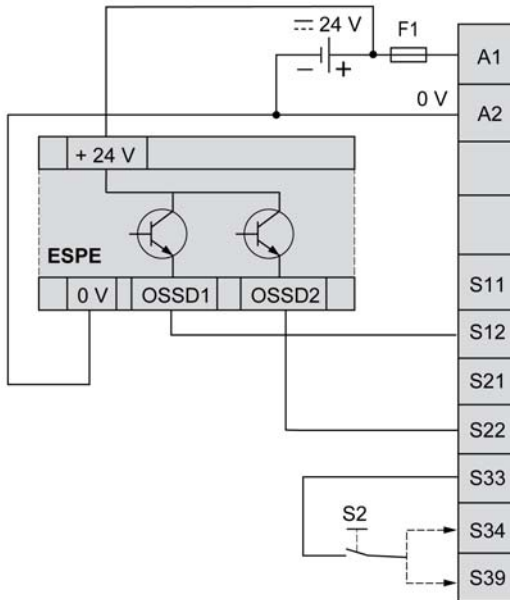 24 V
F1
A1
0 V
A2
+ 24 V
ESPE
0 V
OSSD1
OSSD2
S11
S12
S21
S22
S33
S2
S34
S39